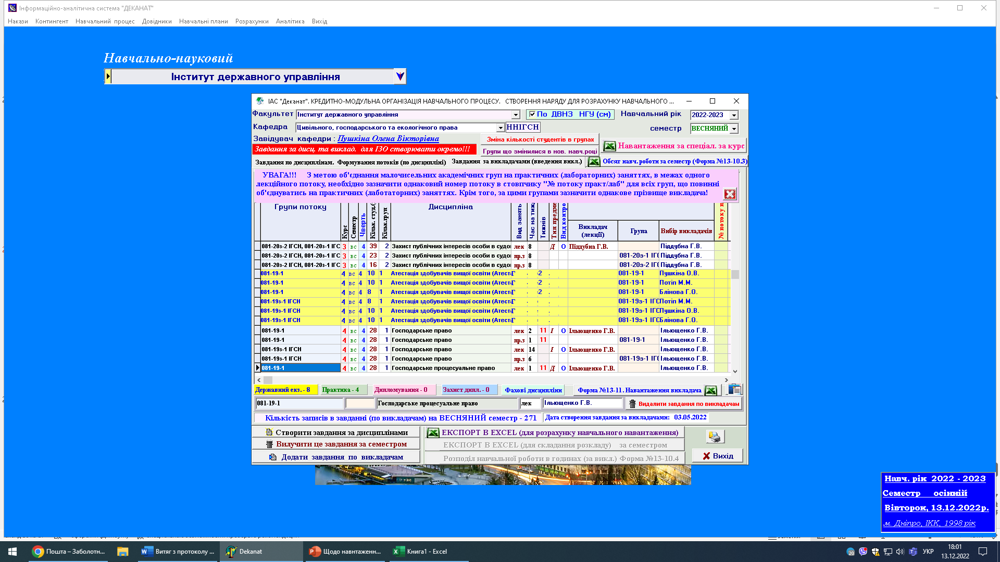 Інформаційно-аналітична система "ДЕКАНАТ"
Накази Контингент Навчальний процес Довідники Навчальні плани Розрахунки Аналітика Вихід
Навчально-науковий
Інститут державного управління
ІАС "Деканат". КРЕДИТНО-МОДУЛЬНА ОРГАНІЗАЦІЯ НАВЧАЛЬНОГО ПРОЦЕСУ. СТВОРЕННЯ НАРЯДУ ДЛЯ РОЗРАХУНКУ НАВЧАЛЬНОГО ...
Факультет Інститут державного управління По ДВНЗ НГУ (см) Навчальний рік 2022-2023
Кафедра Цивільного, господарського та екологічного права ННІГСН семестр ВЕСНЯНИЙ
Завідувач кафедри : Пушкіна Олена Вікторівна Зміна кількості студентів в групах
Завдання за дисц. та виклад. для ІЗО створювати окремо!!! Групи що змінилися в нов. навч.році Навантаження за спеціал. за курс
Завдання по дисциплінам. Формування потоків (по дисципліні) Завдання за викладачами (введення викл.) Обсяг навч. роботи за семестр (Форма №13-10.3)
УВАГА!!! З метою об'єднання малочисельних академічних груп на практичних (лабораторних) заняттях, в межах одного
лекційного потоку, необхідно зазначити однаковий номер потоку в стовпчику "№ потоку практ/лаб" для всіх груп, що повинні
об'єднуватись на практичних (лаботаторних) заняттях. Крім того, за цими групами зазначити однакове прізвище викладача!
Групи потоку Курс Семестр Чверть Кільк. студ.( Кільк.груп Дисципліна Вид занять Час на тиж Тижнів Тип предме Вид контро Викладач (лекції) Група Вибір викладачів № потоку п
081-20з-2 ІГСН, 081-20з-1 ІГС 3 вс 4 39 2 Захист публічних інтересів особи в судо лек 8 Д О Піддубна Г.В. Піддубна Г.В.
081-20з-2 ІГСН, 081-20з-1 ІГС 3 вс 4 23 2 Захист публічних інтересів особи в судо пр.з 8 081-20з-1 ІГС Піддубна Г.В.
081-20з-2 ІГСН, 081-20з-1 ІГС 3 вс 4 16 2 Захист публічних інтересів особи в судо пр.з 8 081-20з-2 ІГС Піддубна Г.В.
081-19-1 4 вс 4 10 1 Атестація здобувачів вищої освіти (Атеста Г . 2 . 081-19-1 Пушкіна О.В.
081-19-1 4 вс 4 10 1 Атестація здобувачів вищої освіти (Атеста Г . 2 . 081-19-1 Потіп М.М.
081-19-1 4 вс 4 8 1 Атестація здобувачів вищої освіти (Атеста Г . 2 . 081-19-1 Блінова Г.О.
081-19з-1 ІГСН 4 вс 4 8 1 Атестація здобувачів вищої освіти (Атеста Г . . . 081-19з-1 ІГС Потіп М.М.
081-19з-1 ІГСН 4 вс 4 10 1 Атестація здобувачів вищої освіти (Атеста Г . . . 081-19з-1 ІГС Пушкіна О.В.
081-19з-1 ІГСН 4 вс 4 10 1 Атестація здобувачів вищої освіти (Атеста Г . . . 081-19з-1 ІГС Блінова Г.О.
081-19-1 4 вс 4 28 1 Господарське право лек 2 11 І О Ільющенко Г.В. Ільющенко Г.В.
081-19-1 4 вс 4 28 1 Господарське право пр.з 1 11 081-19-1 Ільющенко Г.В.
081-19з-1 ІГСН 4 вс 4 28 1 Господарське право лек 14 І О Ільющенко Г.В. Ільющенко Г.В.
081-19з-1 ІГСН 4 вс 4 28 1 Господарське право пр.з 6 081-19з-1 ІГС Ільющенко Г.В.
081-19-1 4 вс 4 28 1 Господарське процесуальне право лек 1 11 Д О Ільющенко Г.В. Ільющенко Г.В.
Державний екз. - 8 Практика - 4 Дипломування - 0 Захист дипл. - 0 Фахові дисципліни Форма №13-11. Навантаження викладача
081-19-1 Господарське процесуальне право лек Ільющенко Г.В. Видалити завдання по викладачам
Кількість записів в завданні (по викладачам) на ВЕСНЯНИЙ семестр - 271 Дата створення завдання за викладачами: 03.05.2022
Створити завдання за дисциплінами ЕКСПОРТ В EXCEL (для розрахунку навчального навантаження)
Вилучити це завдання за семестром ЕКСПОРТ В EXCEL (для складання розкладу) за семестром
Додати завдання по викладачам Розподіл навчальної роботи в годинах (за викл.) Форма №13-10.4 Вихід
Навч. рік 2022 - 2023
Семестр осінній
Вівторок, 13.12.2022р.
м. Дніпро, ІКК, 1998 рік
Пошта – Заболотн... Витяг з протоколу ... Dekanat Щодо навнтаженн... Книга1 - Excel 20 УКР 18:01
13.12.2022